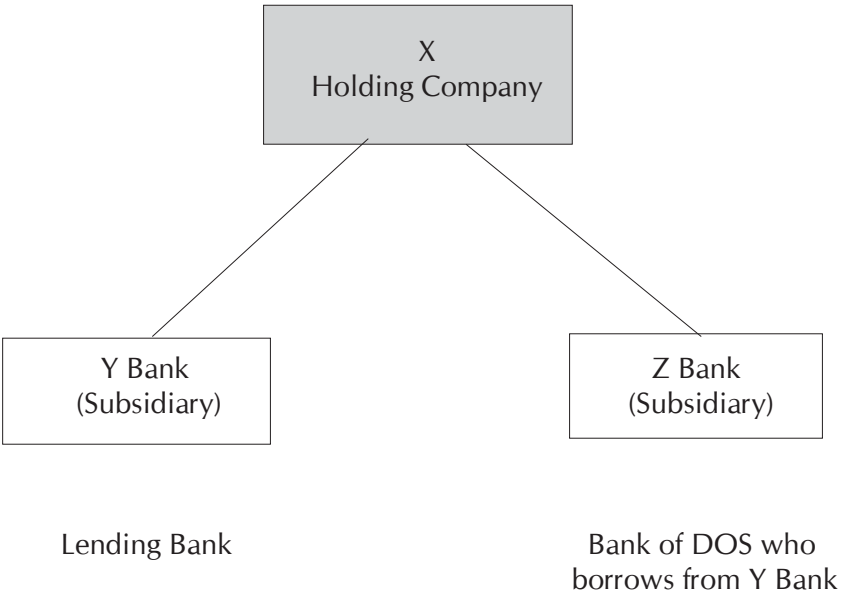 X
Holding Company
Y Bank
(Subsidiary)
Z Bank
(Subsidiary)
Lending Bank
Bank of DOS who
borrows from Y Bank